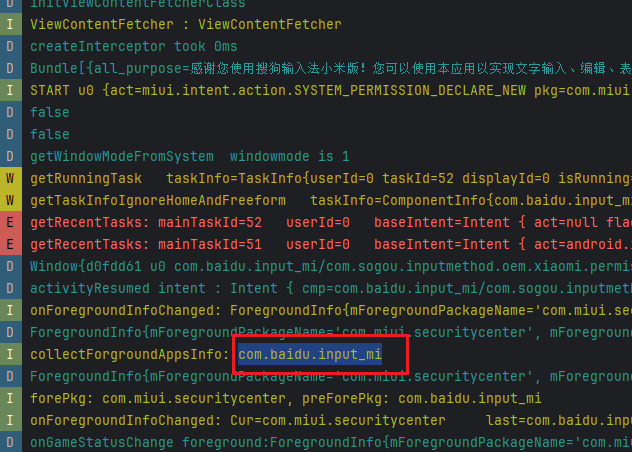 D initViewContentFetcherClass
I ViewContentFetcher : ViewContentFetcher
D createInterceptor took 0ms
D Bundle[{all_purpose=感谢您使用搜狗输入法小米版! 您可以使用本应用以实现文字输入、编辑、表
I START u0 {act=miui.intent.action.SYSTEM_PERMISSION_DECLARE_NEW pkg=com.miui
D false
D false
D getWindowModeFromSystem windowmode is 1
W getRunningTask taskInfo=TaskInfo{userId=0 taskId=52 displayId=0 isRunning=
W getTaskInfoIgnoreHomeAndFreeform taskInfo=ComponentInfo{com.baidu.input_mi
E getRecentTasks: mainTaskId=52 userId=0 baseIntent=Intent { act=null flag
E getRecentTasks: mainTaskId=51 userId=0 baseIntent=Intent { act=android.i
D Window{d0fdd61 u0 com.baidu.input_mi/com.sogou.inputmethod.oem.xiaomi.permis
D activityResumed intent : Intent { cmp=com.baidu.input_mi/com.sogou.inputmeth
I onForegroundInfoChanged: ForegroundInfo{mForegroundPackageName='com.miui.sec
D ForegroundInfo{mForegroundPackageName='com.miui.securitycenter', mForegroun
I collectForgroundAppsInfo: com.baidu.input_mi
D ForegroundInfo{mForegroundPackageName='com.miui.securitycenter', mForegroun
I forePkg: com.miui.securitycenter, preForePkg: com.baidu.input_mi
I onForegroundInfoChanged: Cur=com.miui.securitycenter last=com.baidu.inpu
D onGameStatusChange foreground:ForegroundInfo{mForegroundPackageName='com.mi